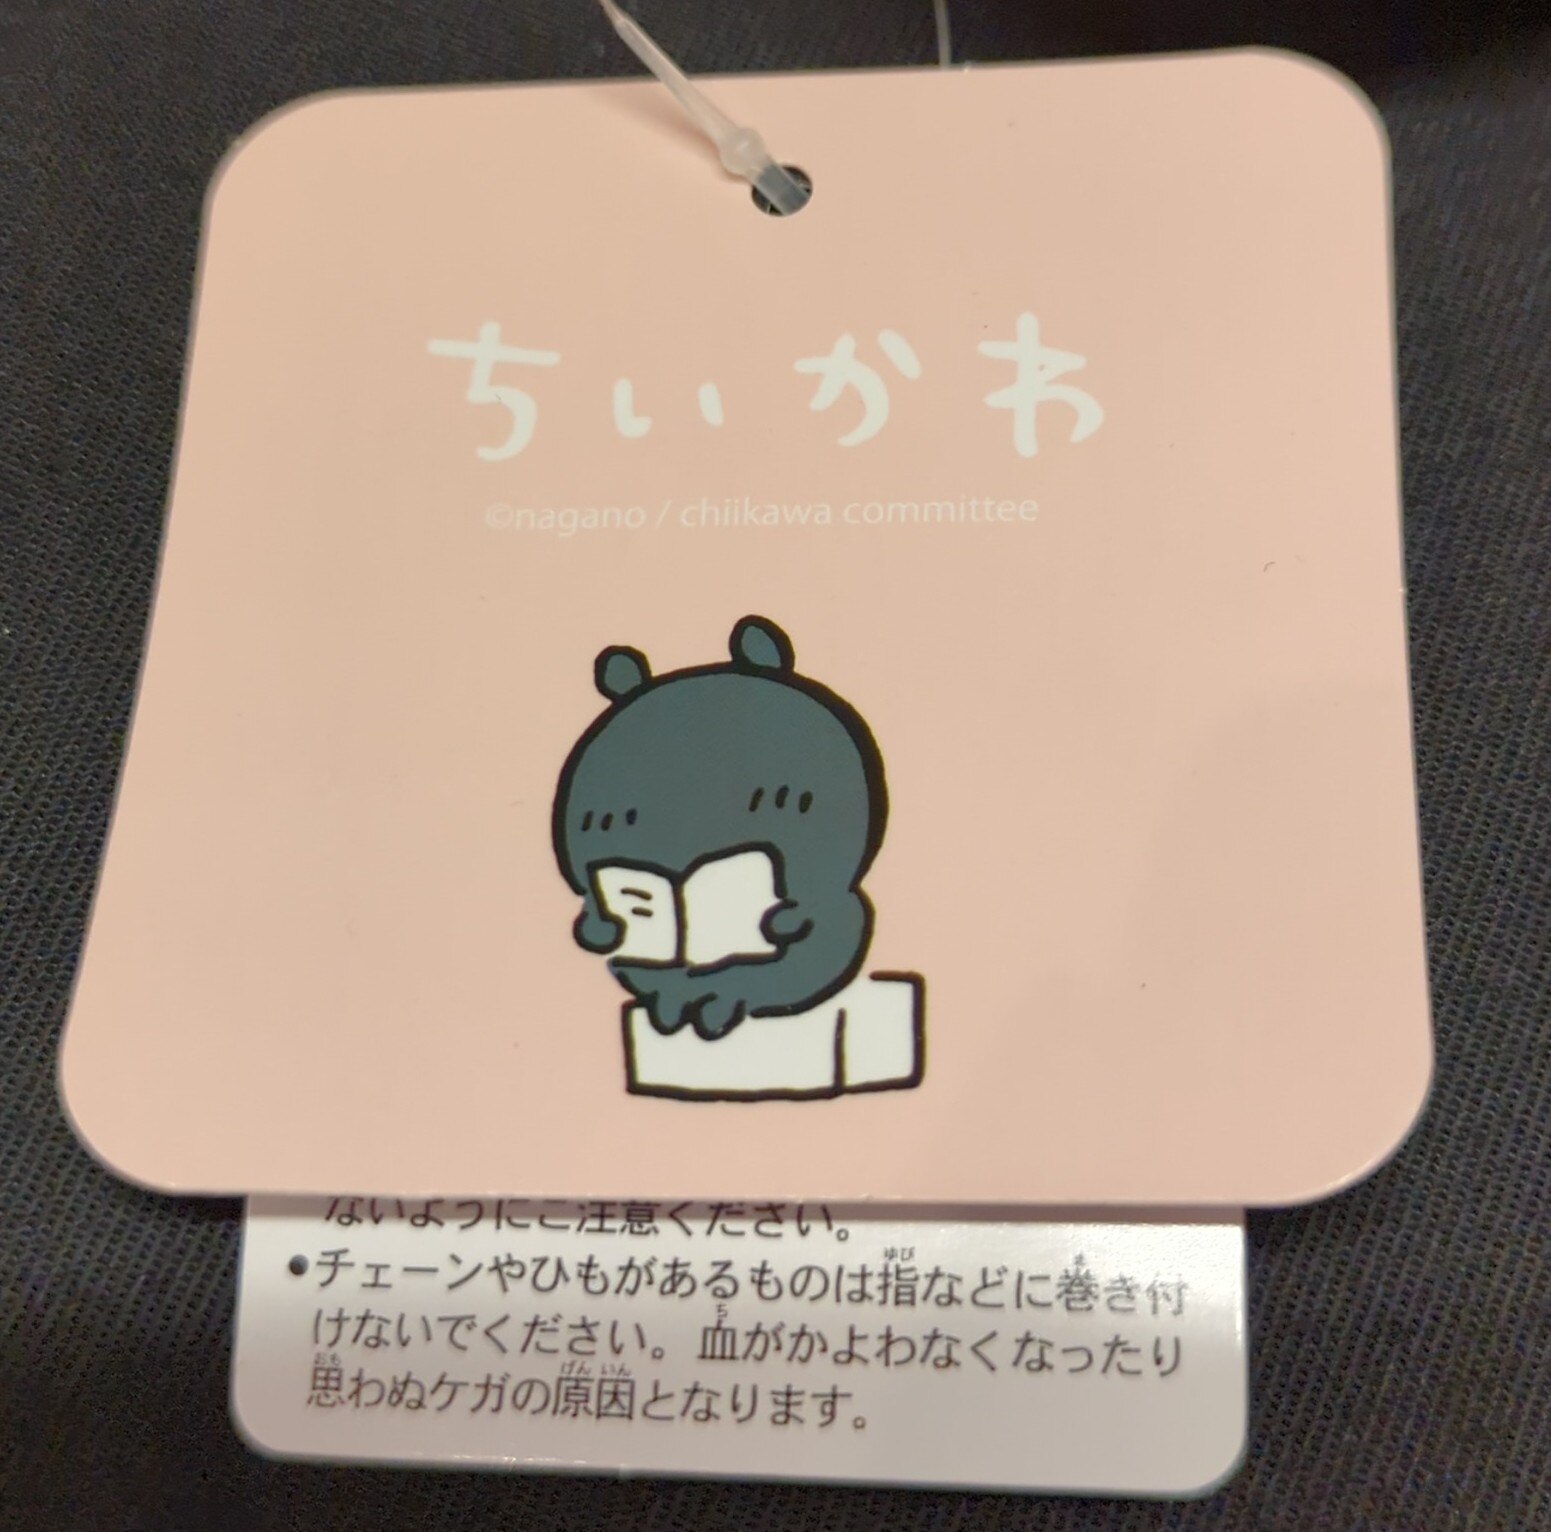 ちいかわ
©nagano / chiikawa committee
ないようにご注意ください。
●チェーンやひもがあるものは指などに巻き付
けないでください。血がかよわなくなったり
思わぬケガの原因となります。